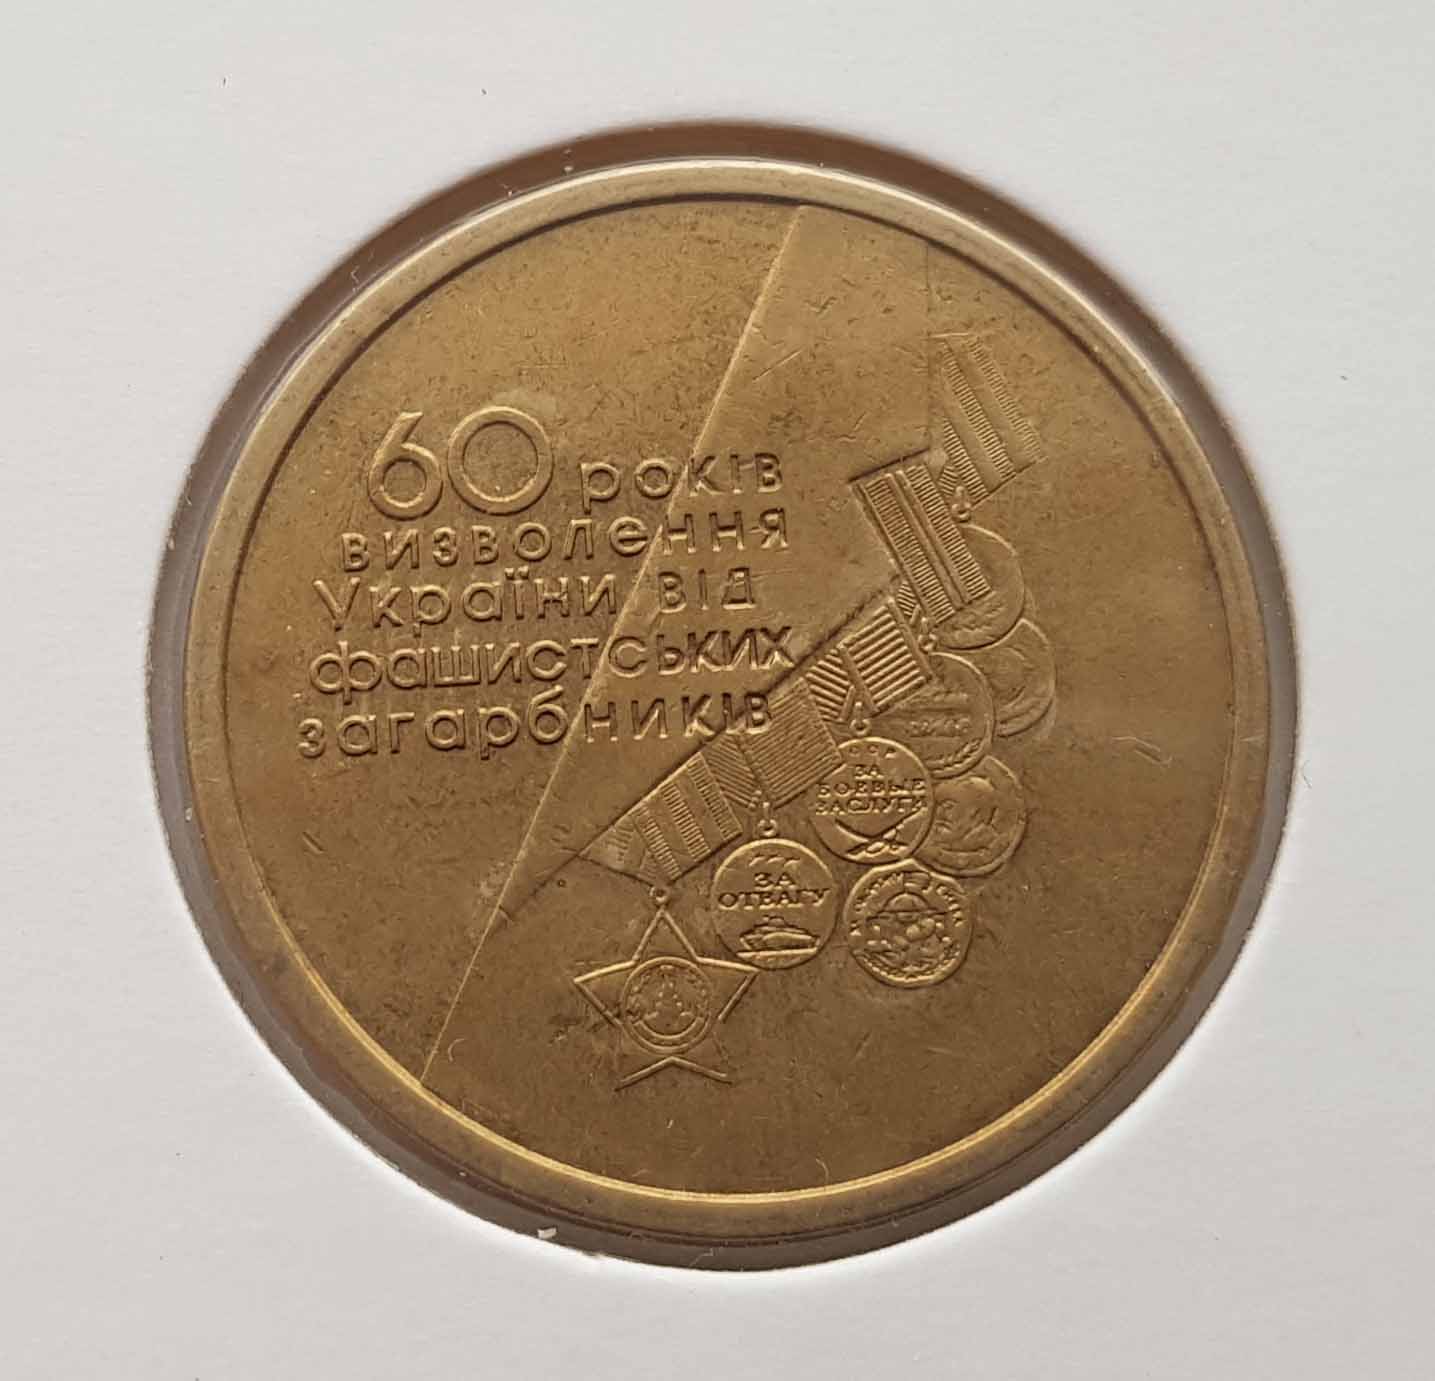 60 років
визволення
України від
фашистських
загарбників
ЗА
БОЕВЫЕ
ЗАСЛУГИ
ЗА
ОТВАГУ